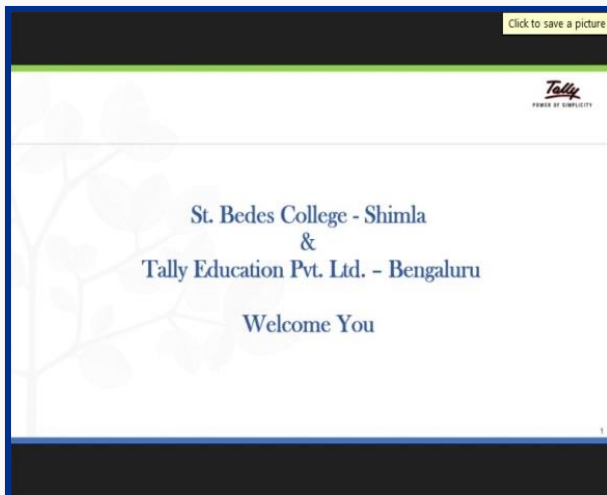 Click to save a picture
Tally
POWER OF SIMPLICITY
St. Bedes College - Shimla
&
Tally Education Pvt. Ltd. – Bengaluru
Welcome You
1